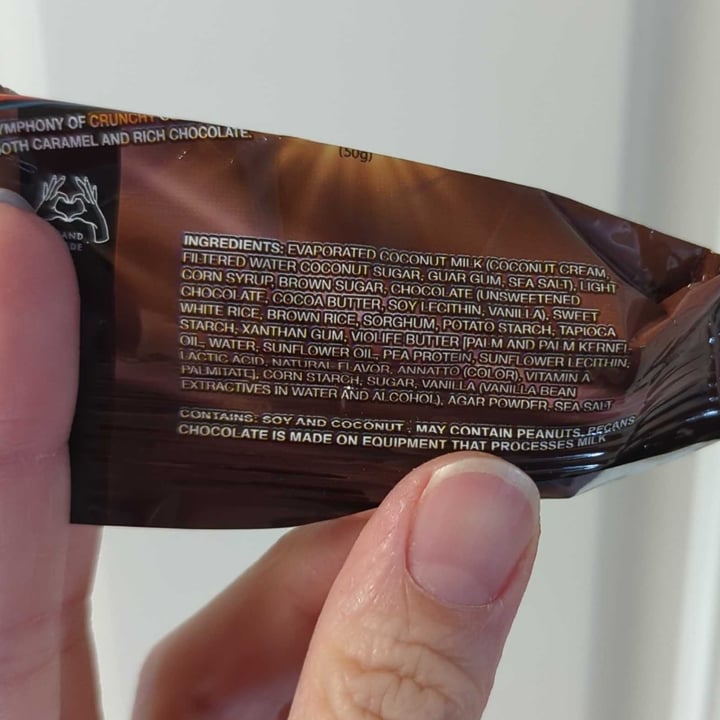 YMPHONY OF CRUNCHY
OTH CARAMEL AND RICH CHOCOLATE.
(50g)
AND
DE
INGREDIENTS: EVAPORATED COCONUT MILK (COCONUT CREAM,
FILTERED WATER COCONUT SUGAR, GUAR GUM, SEA SALT), LIGHT
CORN SYRUP, BROWN SUGAR, CHOCOLATE (UNSWEETENED
CHOCOLATE, COCOA BUTTER, SOY LECITHIN, VANILLA), SWEET
WHITE RICE, BROWN RICE, SORGHUM, POTATO STARCH, TAPIOCA
STARCH, XANTHAN GUM, VIOLIFE BUTTER [PALM AND PALM KERNEL
OIL, WATER, SUNFLOWER OIL, PEA PROTEIN, SUNFLOWER LECITHIN,
LACTIC ACID, NATURAL FLAVOR, ANNATTO (COLOR), VITAMIN A
PALMITATE], CORN STARCH, SUGAR, VANILLA (VANILLA BEAN
EXTRACTIVES IN WATER AND ALCOHOL), AGAR POWDER, SEA SALT
CONTAINS: SOY AND COCONUT . MAY CONTAIN PEANUTS, PECANS
CHOCOLATE IS MADE ON EQUIPMENT THAT PROCESSES MILK